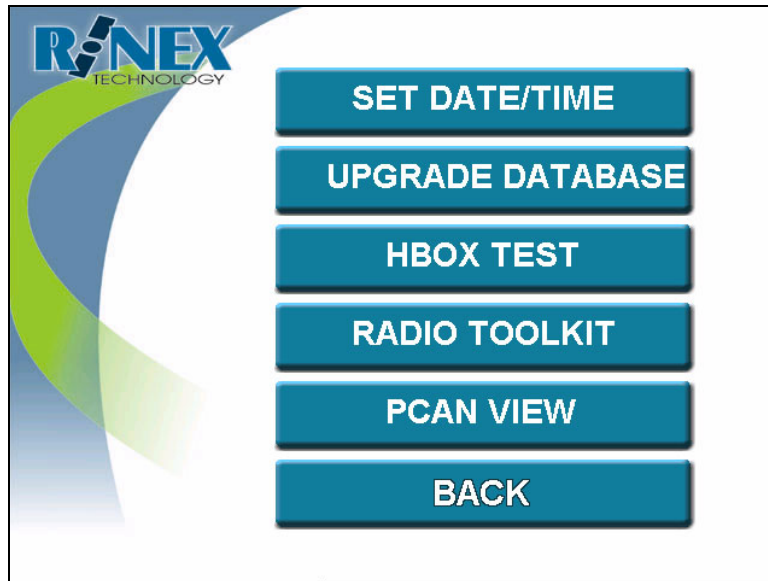 RINEX
TECHNOLOGY
SET DATE/TIME
UPGRADE DATABASE
HBOX TEST
RADIO TOOLKIT
PCAN VIEW
BACK